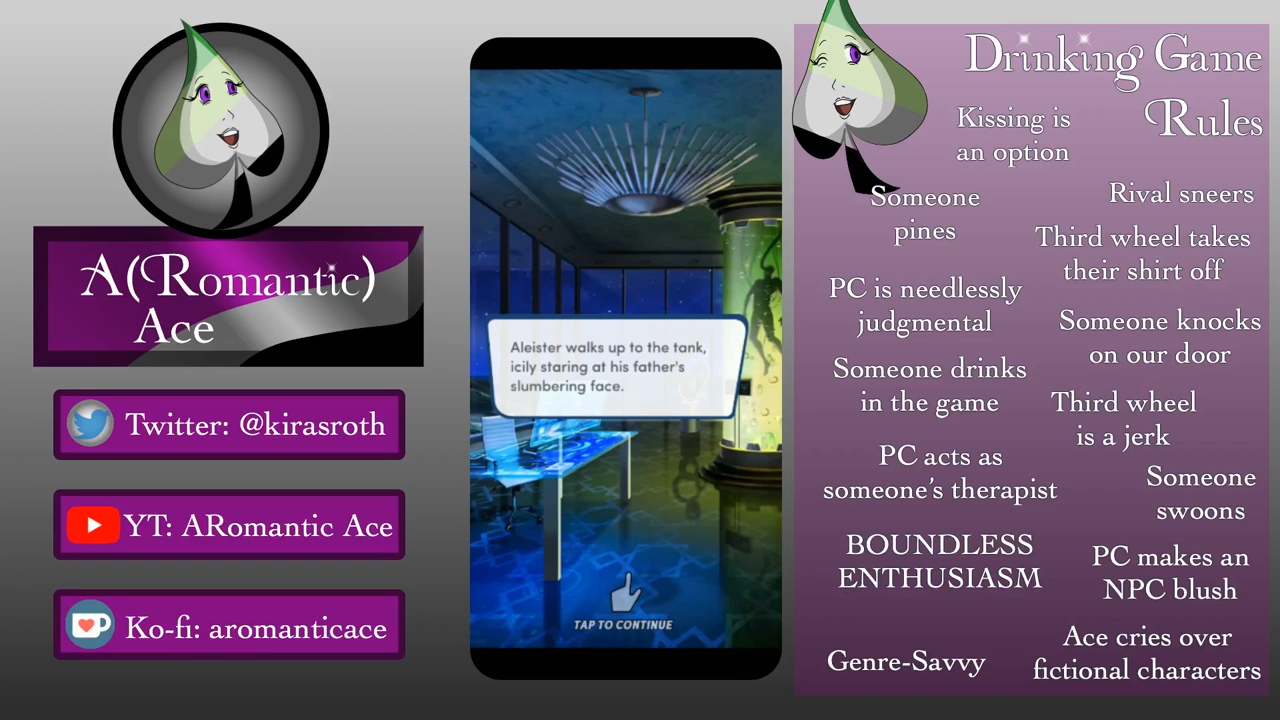 A(Romantic)
Ace
Twitter: @kirasroth
YT: ARomantic Ace
Ko-fi: aromanticace
Aleister walks up to the tank,
icily staring at his father's
slumbering face.
TAP TO CONTINUE
Drinking Game
Rules
Kissing is
an option
Someone
pines
Rival sneers
Third wheel takes
their shirt off
PC is needlessly
judgmental
Someone knocks
on our door
Someone drinks
in the game
Third wheel
is a jerk
PC acts as
someone's therapist
Someone
swoons
BOUNDLESS
ENTHUSIASM
PC makes an
NPC blush
Genre-Savvy
Ace cries over
fictional characters